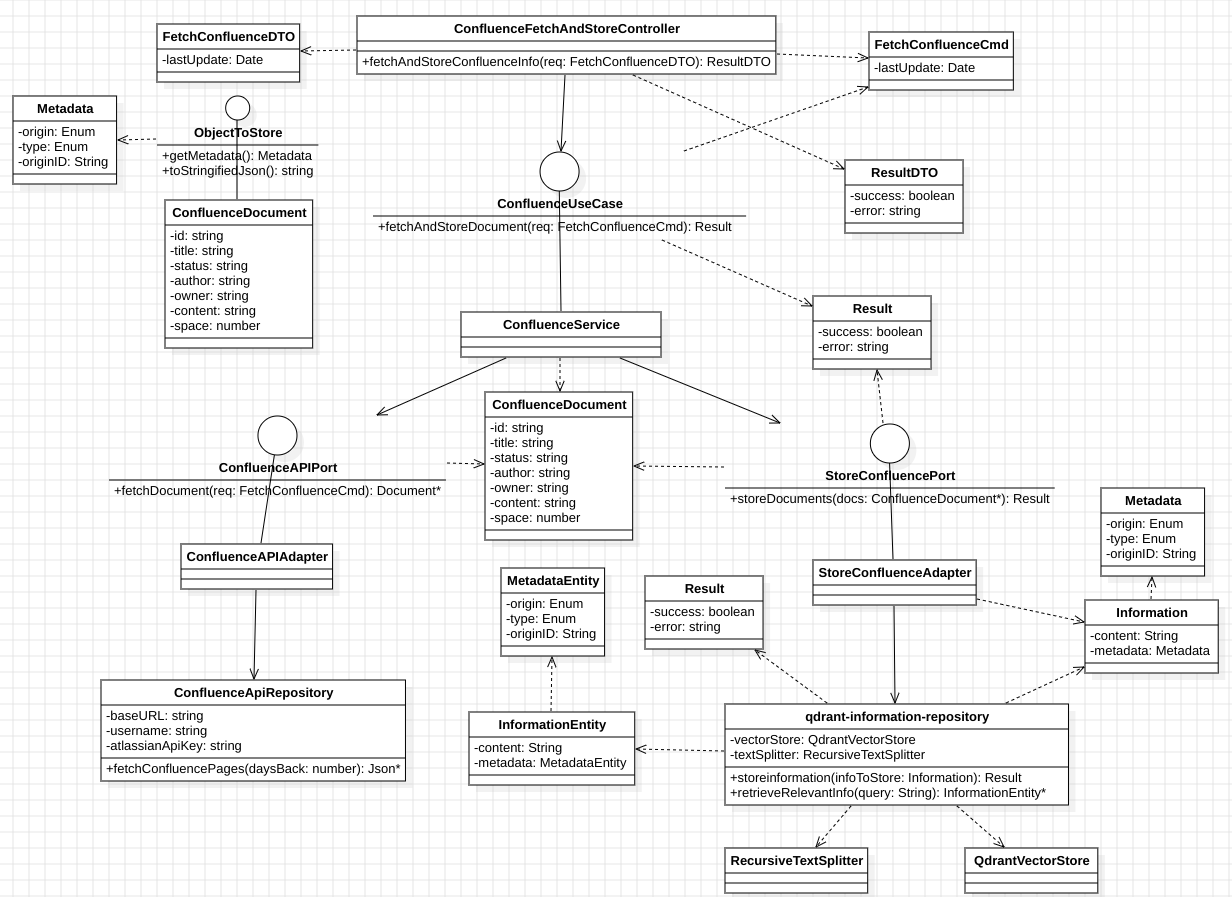 FetchConfluenceDTO
-lastUpdate: Date
ConfluenceFetchAndStoreController
+fetchAndStoreConfluenceInfo(req: FetchConfluenceDTO): ResultDTO
FetchConfluenceCmd
-lastUpdate: Date
Metadata
-origin: Enum
-type: Enum
-originID: String
ObjectToStore
+getMetadata(): Metadata
+toStringifiedJson(): string
ConfluenceDocument
-id: string
-title: string
-status: string
-author: string
-owner: string
-content: string
-space: number
ConfluenceUseCase
+fetchAndStoreDocument(req: FetchConfluenceCmd): Result
ResultDTO
-success: boolean
-error: string
ConfluenceService
Result
-success: boolean
-error: string
ConfluenceAPIPort
+fetchDocument(req: FetchConfluenceCmd): Document*
ConfluenceDocument
-id: string
-title: string
-status: string
-author: string
-owner: string
-content: string
-space: number
StoreConfluencePort
+storeDocuments(docs: ConfluenceDocument*): Result
Metadata
-origin: Enum
-type: Enum
-originID: String
ConfluenceAPIAdapter
MetadataEntity
-origin: Enum
-type: Enum
-originID: String
Result
-success: boolean
-error: string
StoreConfluenceAdapter
Information
-content: String
-metadata: Metadata
ConfluenceApiRepository
-baseURL: string
-username: string
-atlassianApiKey: string
+fetchConfluencePages(daysBack: number): Json*
InformationEntity
-content: String
-metadata: MetadataEntity
qdrant-information-repository
-vectorStore: QdrantVectorStore
-textSplitter: RecursiveTextSplitter
+storeinformation(infoToStore: Information): Result
+retrieveRelevantInfo(query: String): InformationEntity*
RecursiveTextSplitter
QdrantVectorStore